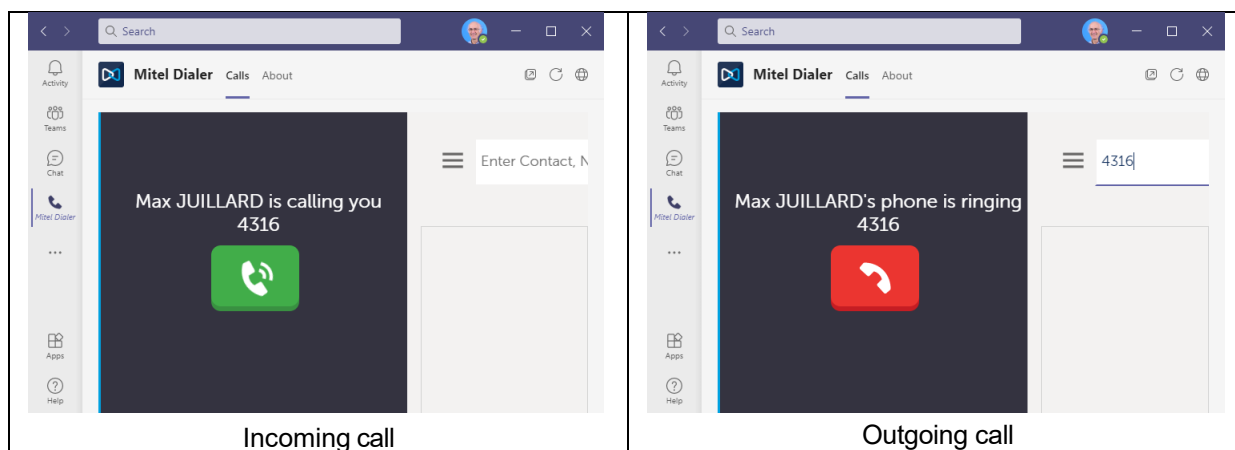 Search
Activity
Mitel Dialer Calls About
Teams
Chat
Enter Contact, N
Mitel Dialer
Max JUILLARD is calling you
4316
...
Apps
Help
Incoming call
Search
Activity
Mitel Dialer Calls About
Teams
Chat
4316
Mitel Dialer
Max JUILLARD's phone is ringing
4316
...
Apps
Help
Outgoing call